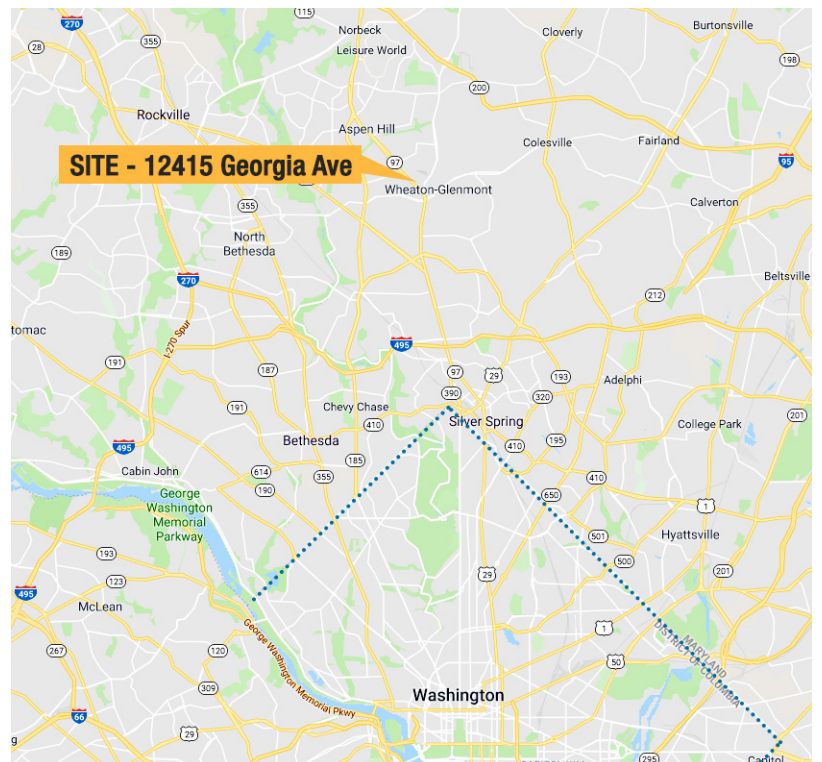 270
(115)
Norbeck
Cloverly
Burtonsville
28
355
Leisure World
198
200
Rockville
Aspen Hill
Colesville
Fairland
SITE - 12415 Georgia Ave
97
95
Wheaton-Glenmont
355
Calverton
North
Bethesda
189
270
Beltsville
212
tomac
I-270 Spur
495
191
187
97
29
193
Adelphi
390
320
Chevy Chase
191
410
Silver Spring
201
College Park
Bethesda
410
195
495
Cabin John
614
185
355
190
410
George
Washington
Memorial
Parkway
650
1
193
501
Hyattsville
500
123
29
201
495
McLean
George Washington Memorial Pkwy
1
MARYLAND
DISTRICT OF COLUMBIA
267
120
50
309
Washington
66
29
g
295
Capitol